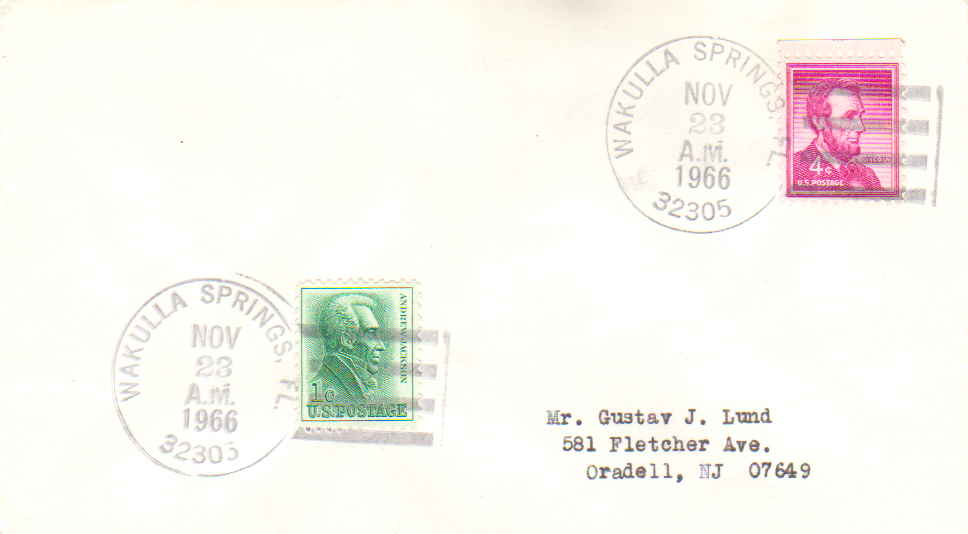 WAKULLA SPRINGS, FL.
NOV
23
A.M.
1966
32305
LINCOLN
4¢
U.S. POSTAGE
WAKULLA SPRINGS, FL.
NOV
23
A.M.
1966
32305
ANDREW JACKSON
1¢
U.S. POSTAGE
Mr. Gustav J. Lund
581 Fletcher Ave.
Oradell, NJ 07649